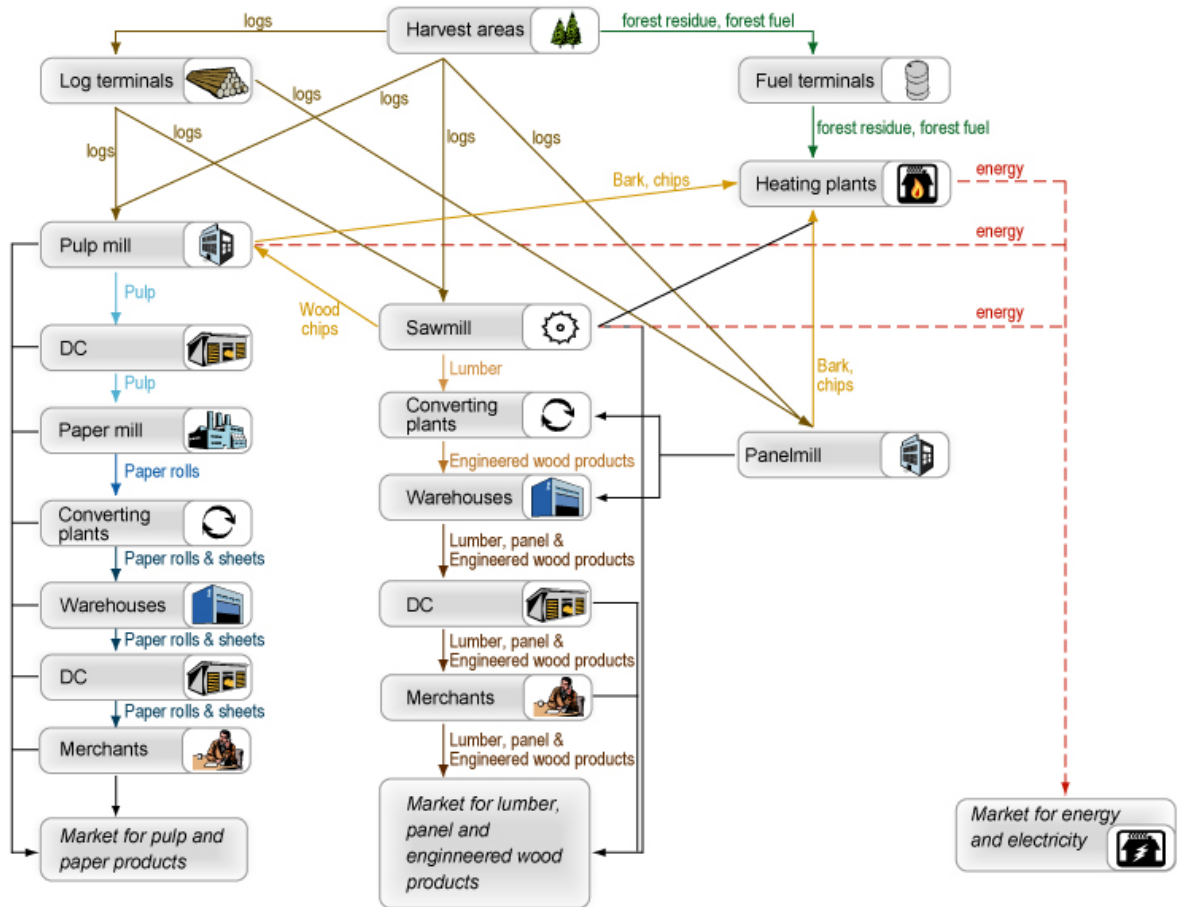 logs
Harvest areas
forest residue, forest fuel
Log terminals
Fuel terminals
logs
logs
logs
logs
logs
logs
forest residue, forest fuel
Bark, chips
Heating plants
energy
Pulp mill
energy
Pulp
Wood
chips
Sawmill
energy
DC
Lumber
Bark,
chips
Pulp
Converting
plants
Paper mill
Engineered wood products
Panelmill
Paper rolls
Warehouses
Converting
plants
Lumber, panel &
Engineered wood products
Paper rolls & sheets
Warehouses
DC
Paper rolls & sheets
Lumber, panel &
Engineered wood products
DC
Merchants
Paper rolls & sheets
Merchants
Lumber, panel &
Engineered wood products
Market for pulp and
paper products
Market for lumber,
panel and
enginneered wood
products
Market for energy
and electricity